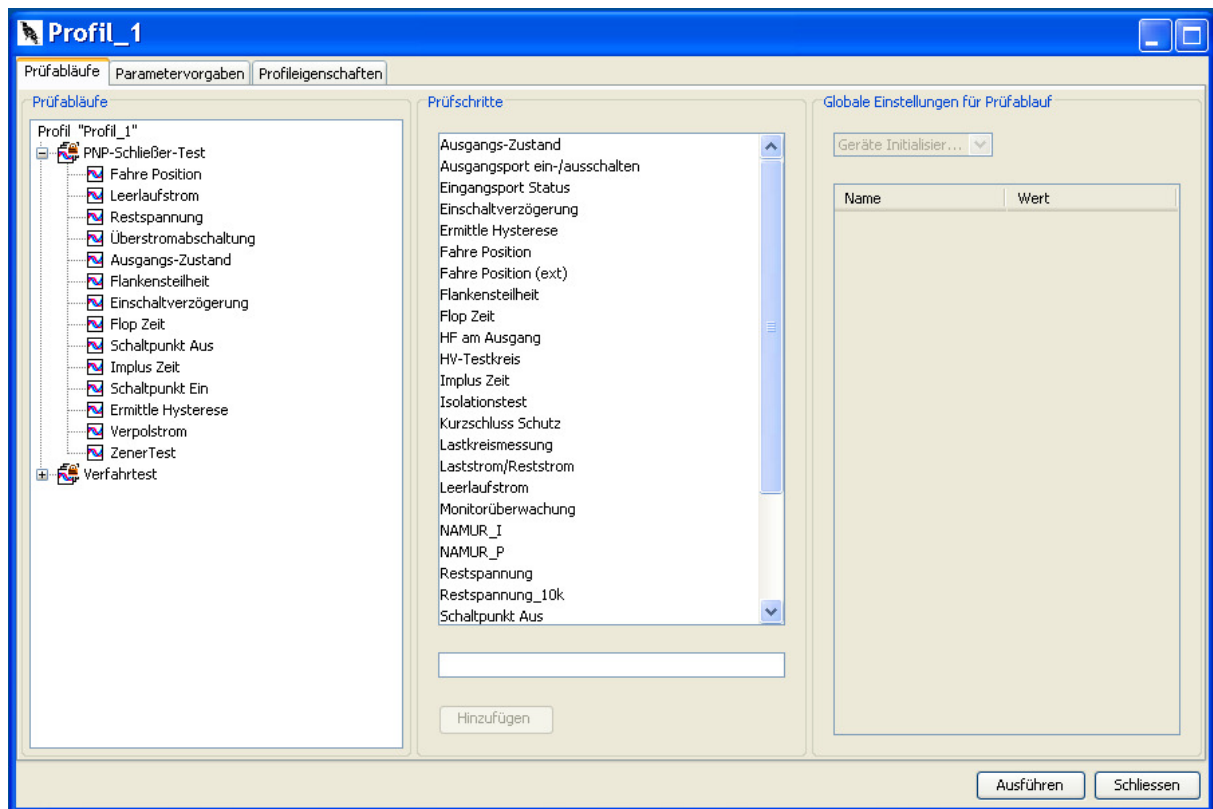 Profil_1
Prüfabläufe
Parametervorgaben
Profileigenschaften
Prüfabläufe
Profil "Profil_1"
PNP-Schließer-Test
Fahre Position
Leerlaufstrom
Restspannung
Überstromabschaltung
Ausgangs-Zustand
Flankensteilheit
Einschaltverzögerung
Flop Zeit
Schaltpunkt Aus
Implus Zeit
Schaltpunkt Ein
Ermittle Hysterese
Verpolstrom
ZenerTest
Verfahrtest
Prüfschritte
Ausgangs-Zustand
Ausgangsport ein-/ausschalten
Eingangsport Status
Einschaltverzögerung
Ermittle Hysterese
Fahre Position
Fahre Position (ext)
Flankensteilheit
Flop Zeit
HF am Ausgang
HV-Testkreis
Implus Zeit
Isolationstest
Kurzschluss Schutz
Lastkreismessung
Laststrom/Reststrom
Leerlaufstrom
Monitorüberwachung
NAMUR_I
NAMUR_P
Restspannung
Restspannung_10k
Schaltpunkt Aus
Hinzufügen
Globale Einstellungen für Prüfablauf
Geräte Initialisier...
Name Wert
Ausführen
Schliessen